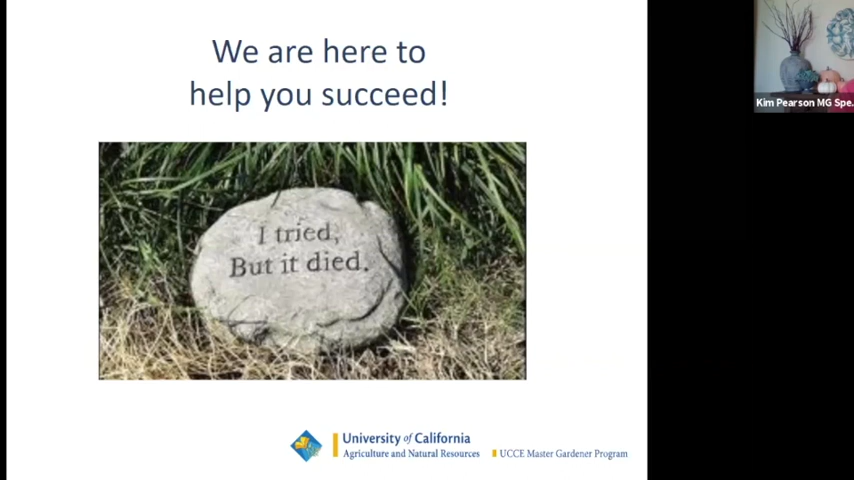 We are here to
help you succeed!
I tried,
But it died.
University of California
Agriculture and Natural Resources
UCCE Master Gardener Program
Kim Pearson MG Spe...